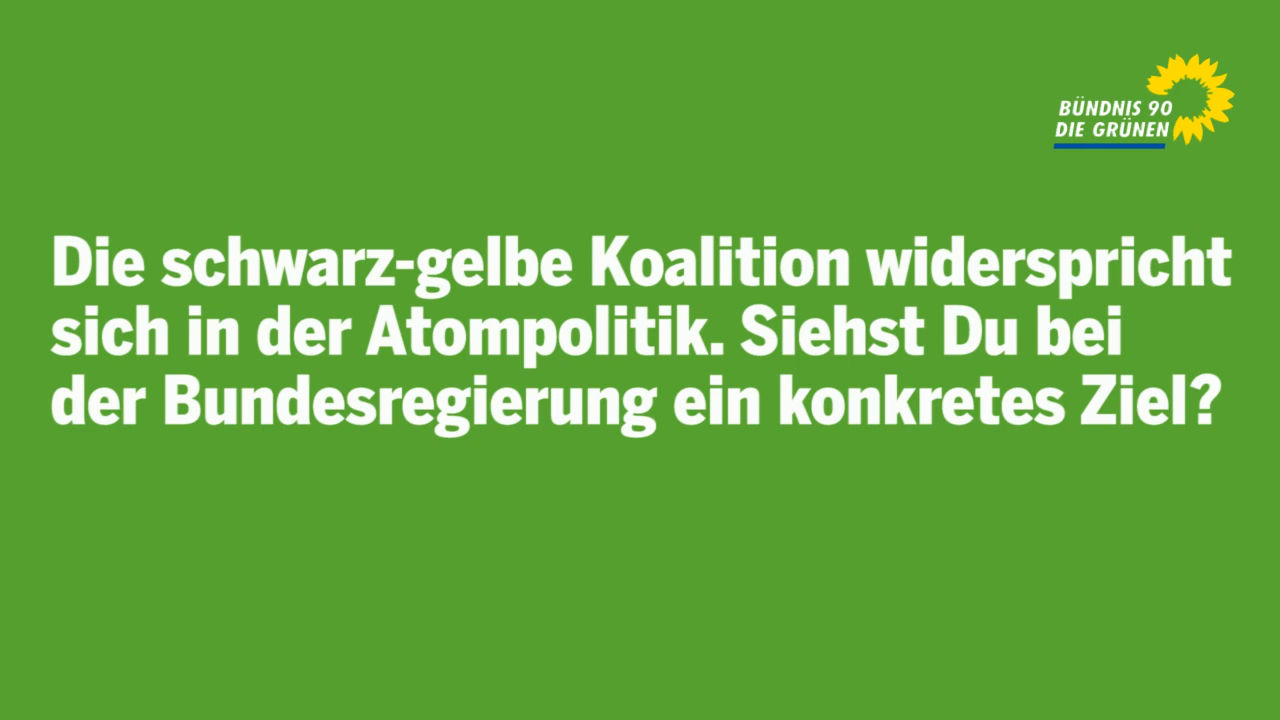 BÜNDNIS 90
DIE GRÜNEN
Die schwarz-gelbe Koalition widerspricht
sich in der Atompolitik. Siehst Du bei
der Bundesregierung ein konkretes Ziel?